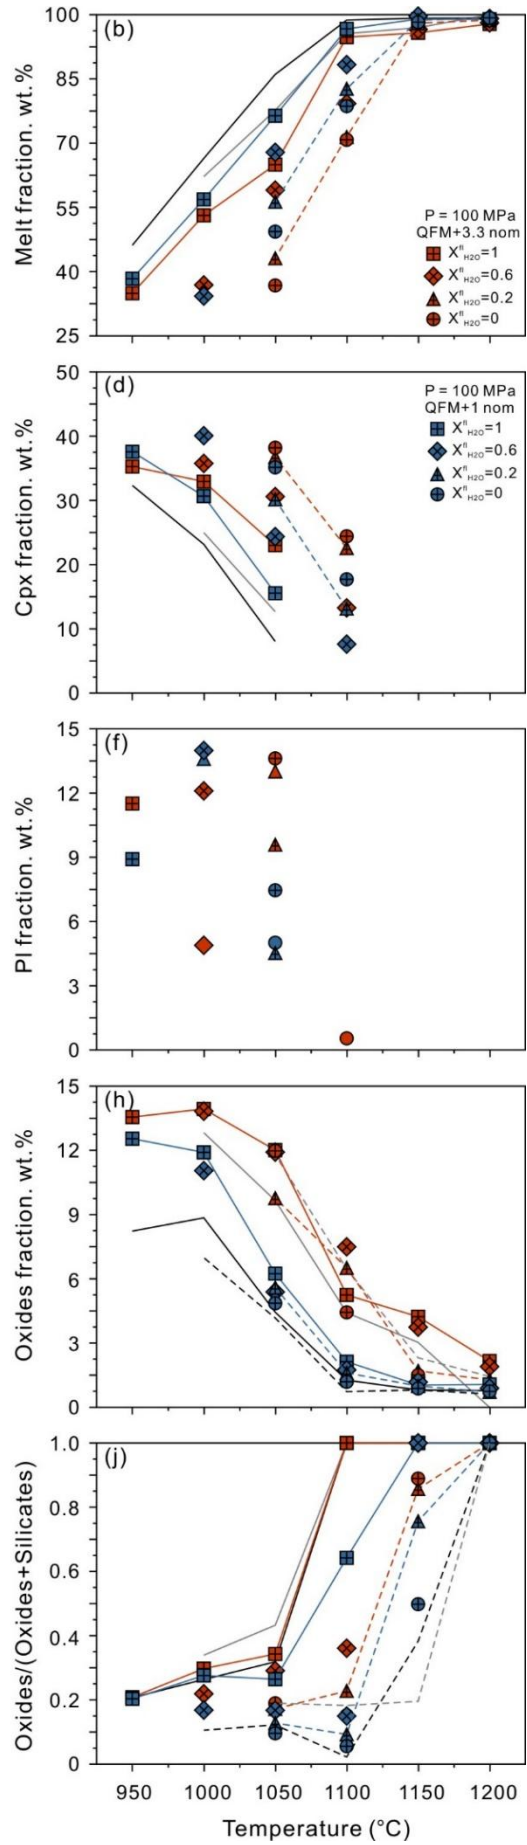 (b)
100
85
70
55
40
25
Melt fraction. wt.%
P = 100 MPa
QFM+3.3 nom
X^fl_H2O=1
X^fl_H2O=0.6
X^fl_H2O=0.2
X^fl_H2O=0
(d)
50
40
30
20
10
0
Cpx fraction. wt.%
P = 100 MPa
QFM+1 nom
X^fl_H2O=1
X^fl_H2O=0.6
X^fl_H2O=0.2
X^fl_H2O=0
(f)
15
12
9
6
3
0
Pl fraction. wt.%
(h)
15
12
9
6
3
0
Oxides fraction. wt.%
(j)
1.0
0.8
0.6
0.4
0.2
0
Oxides/(Oxides+Silicates)
950 1000 1050 1100 1150 1200
Temperature (°C)